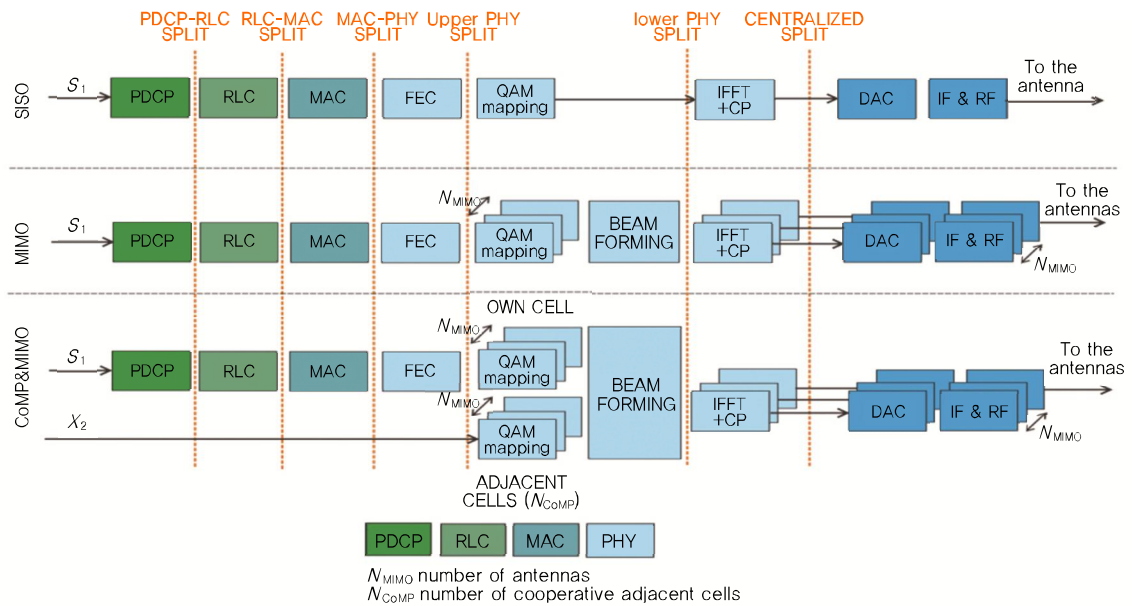 PDCP-RLC SPLIT
RLC-MAC SPLIT
MAC-PHY SPLIT
Upper PHY SPLIT
lower PHY SPLIT
CENTRALIZED SPLIT
SISO
S1
PDCP
RLC
MAC
FEC
QAM
mapping
IFFT
+CP
DAC
IF & RF
To the
antenna
MIMO
S1
PDCP
RLC
MAC
FEC
NMIMO
QAM
mapping
BEAM
FORMING
IFFT
+CP
DAC
IF & RF
NMIMO
To the
antennas
CoMP&MIMO
OWN CELL
S1
PDCP
RLC
MAC
FEC
NMIMO
QAM
mapping
X2
NMIMO
QAM
mapping
BEAM
FORMING
IFFT
+CP
DAC
IF & RF
NMIMO
To the
antennas
ADJACENT
CELLS (NCoMP)
PDCP
RLC
MAC
PHY
NMIMO number of antennas
NCoMP number of cooperative adjacent cells